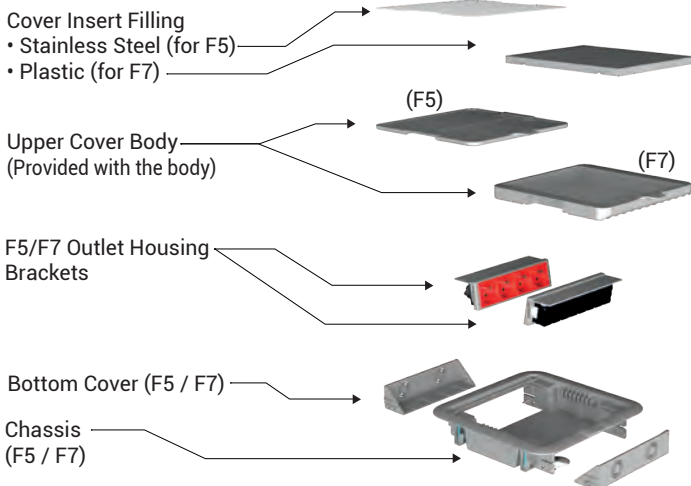 Cover Insert Filling
• Stainless Steel (for F5)
• Plastic (for F7)
(F5)
Upper Cover Body
(Provided with the body)
(F7)
F5/F7 Outlet Housing
Brackets
Bottom Cover (F5 / F7)
Chassis
(F5 / F7)